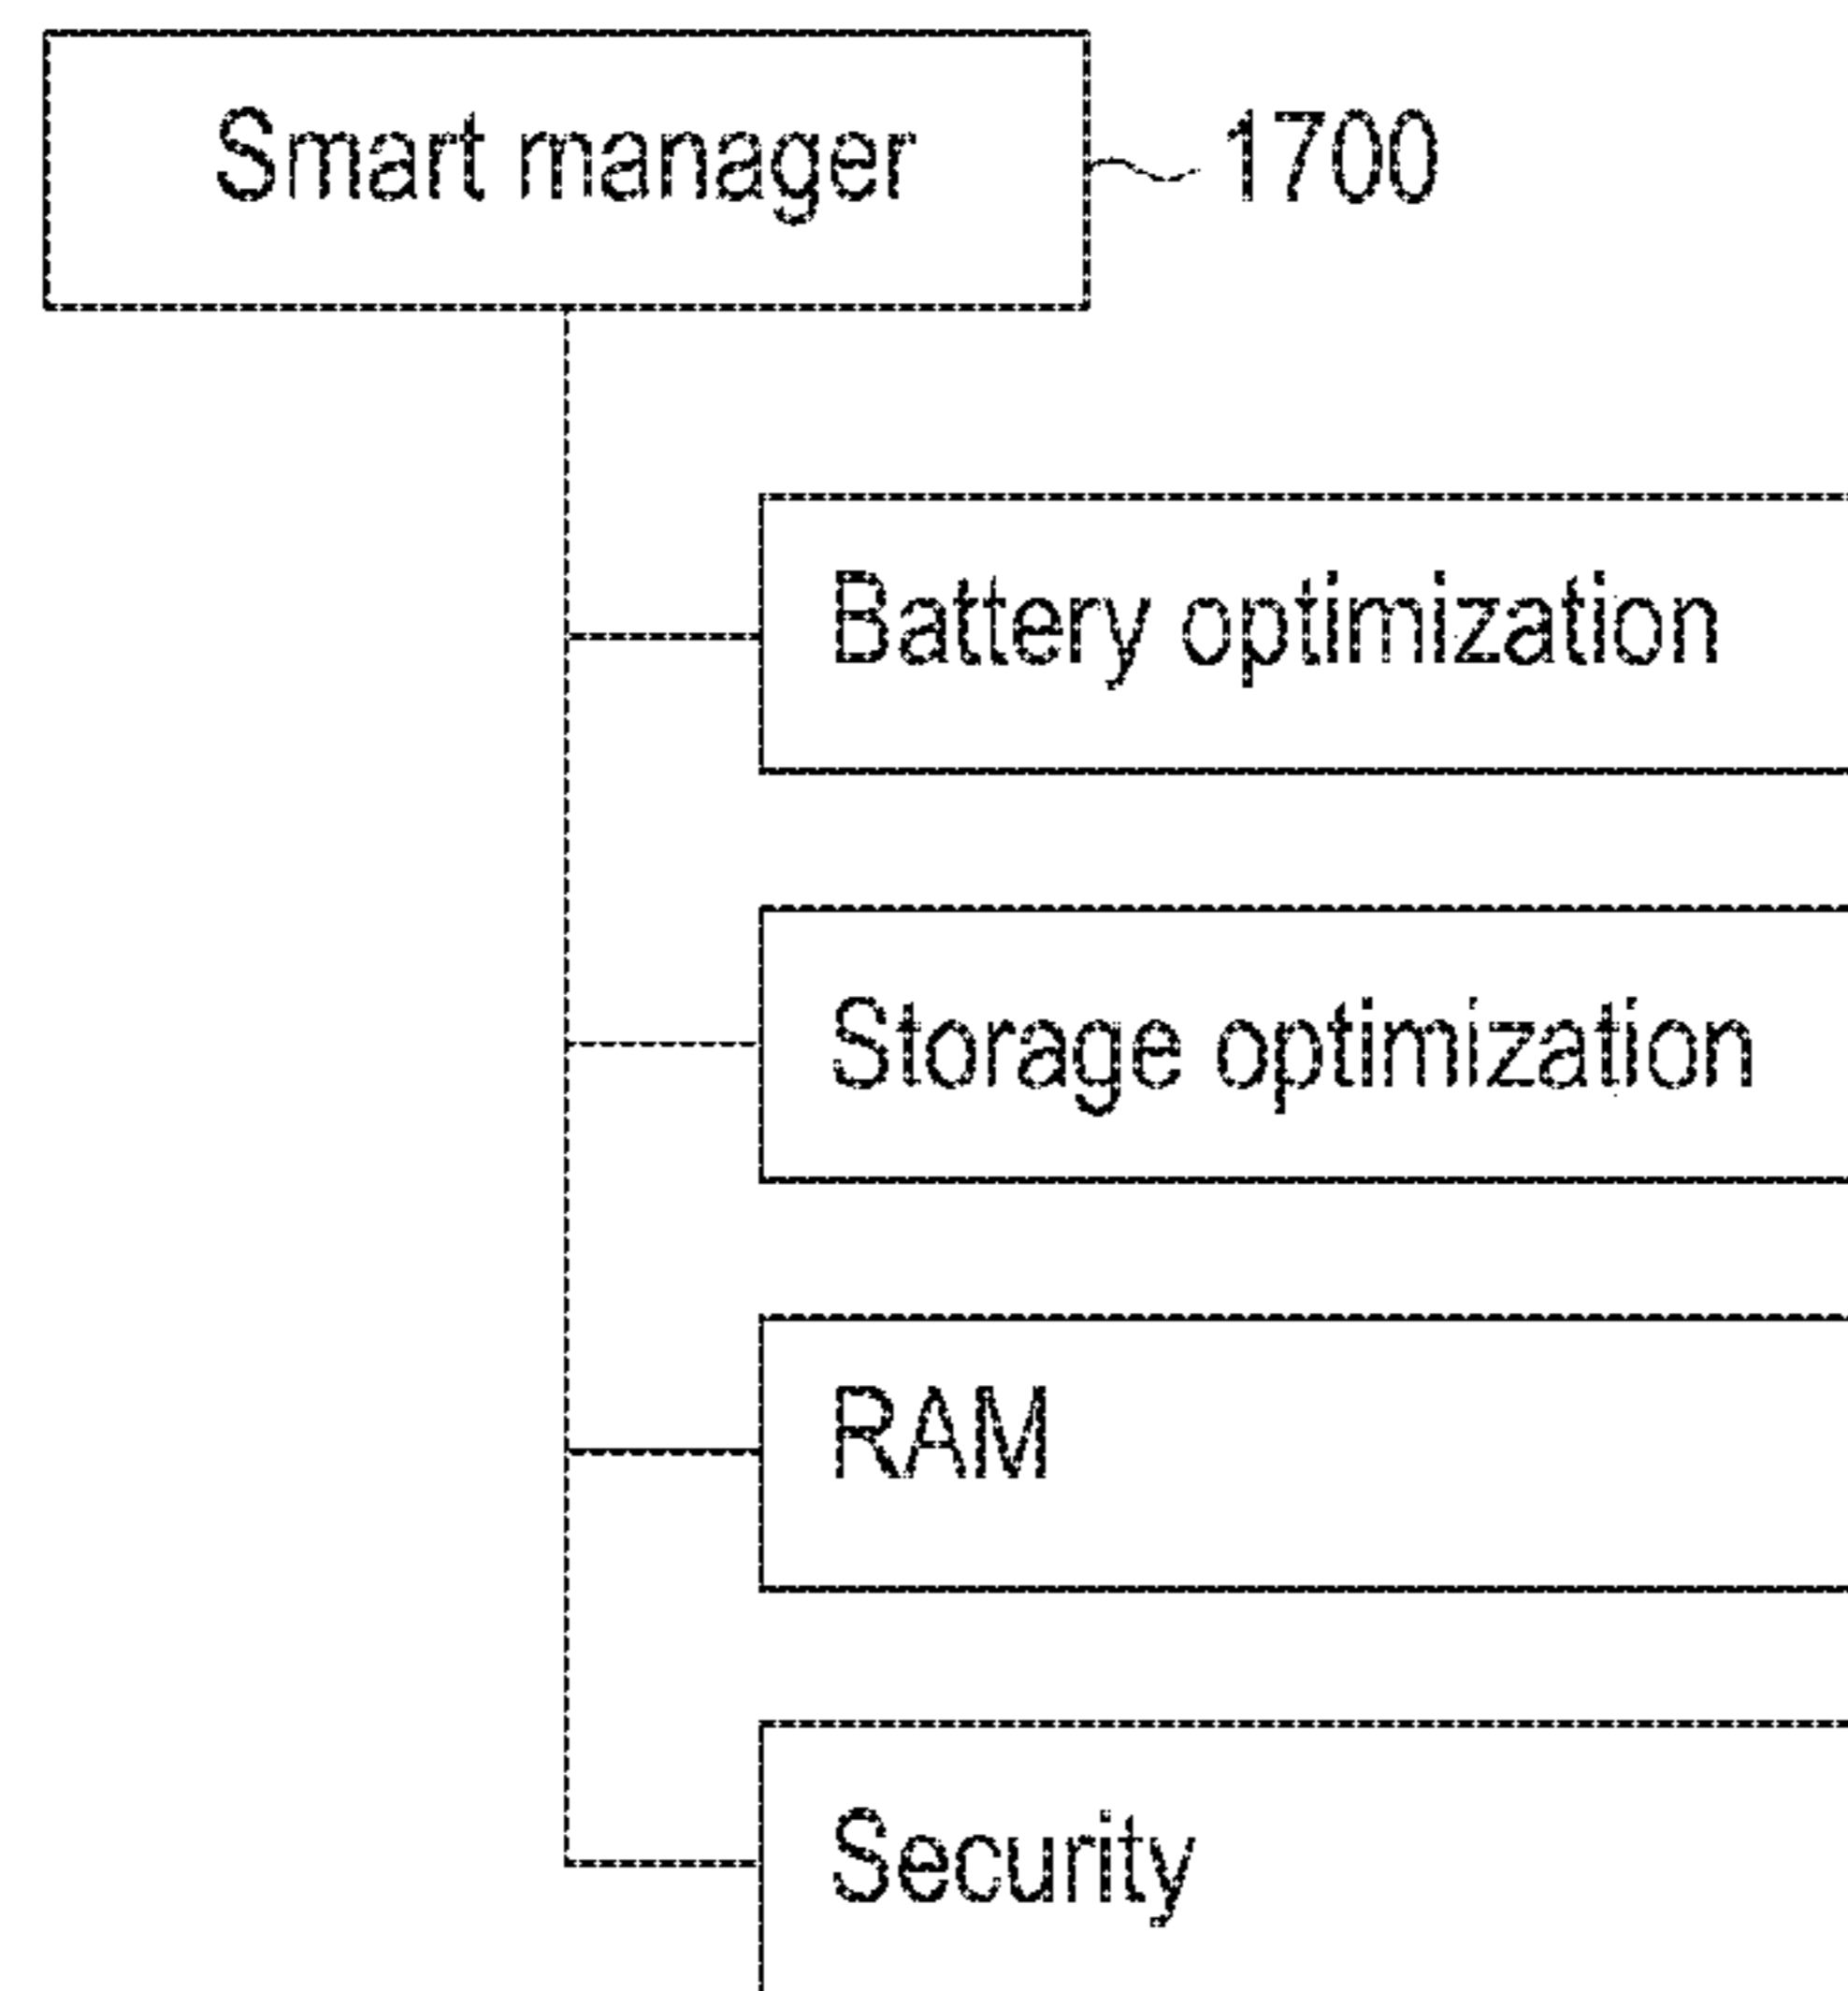 Smart manager
1700
Battery optimization
Storage optimization
RAM
Security